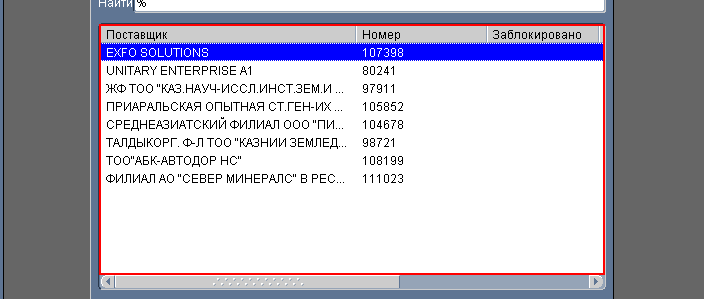 Найти %
Поставщик Номер Заблокировано
EXFO SOLUTIONS 107398
UNITARY ENTERPRISE A1 80241
ЖФ ТОО "КАЗ.НАУЧ-ИССЛ.ИНСТ.ЗЕМ.И ... 97911
ПРИАРАЛЬСКАЯ ОПЫТНАЯ СТ.ГЕН-ИХ ... 105852
СРЕДНЕАЗИАТСКИЙ ФИЛИАЛ ООО "ПИ... 104678
ТАЛДЫКОРГ. Ф-Л ТОО "КАЗНИИ ЗЕМЛЕД... 98721
ТОО"АБК-АВТОДОР НС" 108199
ФИЛИАЛ АО "СЕВЕР МИНЕРАЛС" В РЕС... 111023